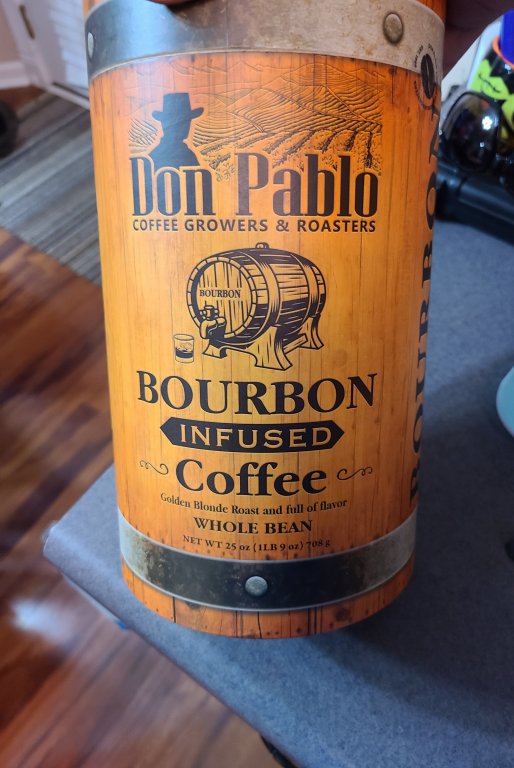 Don Pablo
COFFEE GROWERS & ROASTERS
BOURBON
BOURBON
INFUSED
Coffee
Golden Blonde Roast and full of flavor
WHOLE BEAN
NET WT 25 oz (1LB 9 oz) 708 g
BOURBON